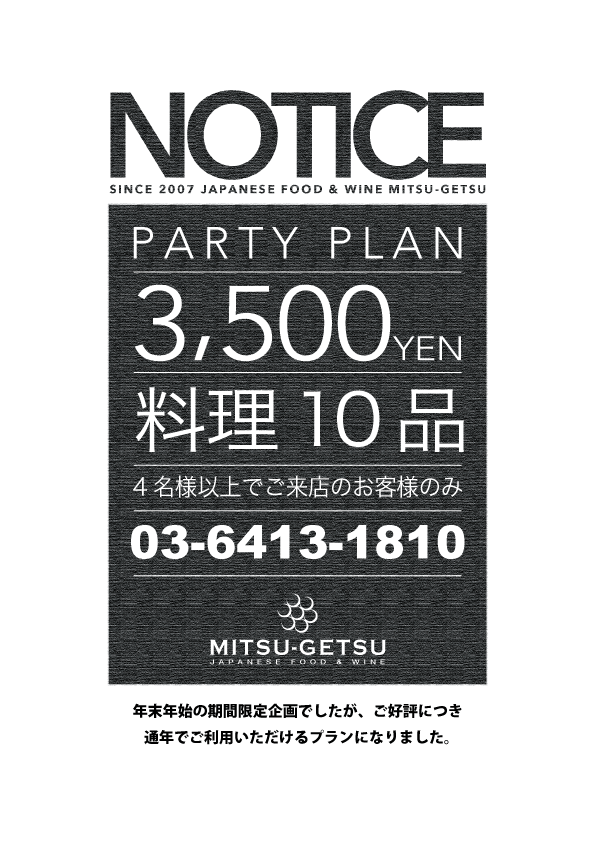 NOTICE
SINCE 2007 JAPANESE FOOD & WINE MITSU-GETSU
PARTY PLAN
3,500YEN
料理 10 品
4 名様以上でご来店のお客様のみ
03-6413-1810
MITSU-GETSU
JAPANESE FOOD & WINE
年末年始の期間限定企画でしたが、ご好評につき
通年でご利用いただけるプランになりました。